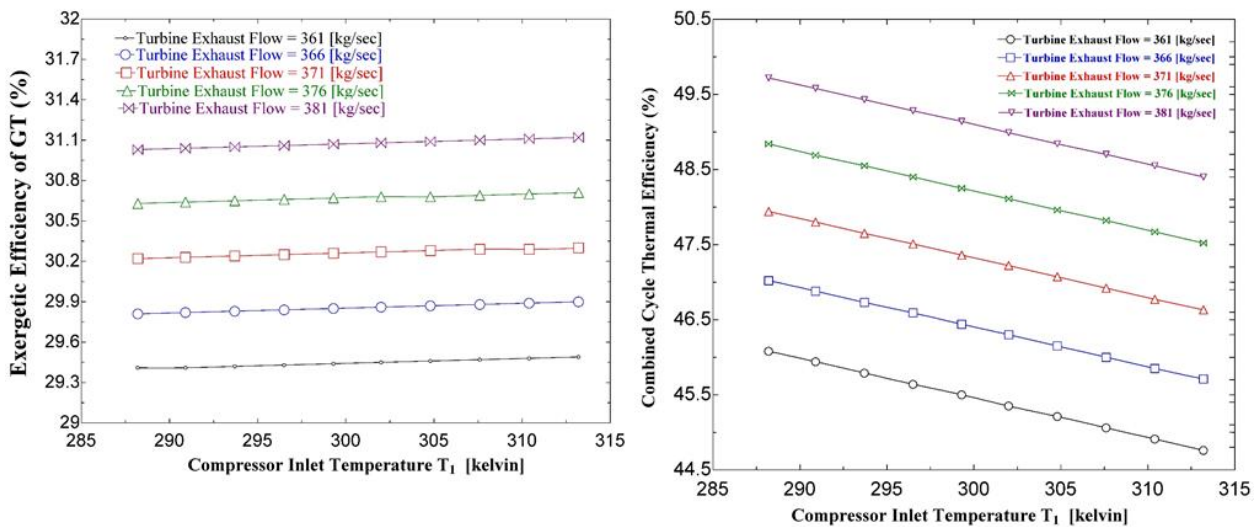 32
31.7
31.4
31.1
30.8
30.5
30.2
29.9
29.6
29.3
29
Exergetic Efficiency of GT (%)
Turbine Exhaust Flow = 361 [kg/sec]
Turbine Exhaust Flow = 366 [kg/sec]
Turbine Exhaust Flow = 371 [kg/sec]
Turbine Exhaust Flow = 376 [kg/sec]
Turbine Exhaust Flow = 381 [kg/sec]
285 290 295 300 305 310 315
Compressor Inlet Temperature T1 [kelvin]
50.5
49.5
48.5
47.5
46.5
45.5
44.5
Combined Cycle Thermal Efficiency (%)
Turbine Exhaust Flow = 361 [kg/sec]
Turbine Exhaust Flow = 366 [kg/sec]
Turbine Exhaust Flow = 371 [kg/sec]
Turbine Exhaust Flow = 376 [kg/sec]
Turbine Exhaust Flow = 381 [kg/sec]
285 290 295 300 305 310 315
Compressor Inlet Temperature T1 [kelvin]